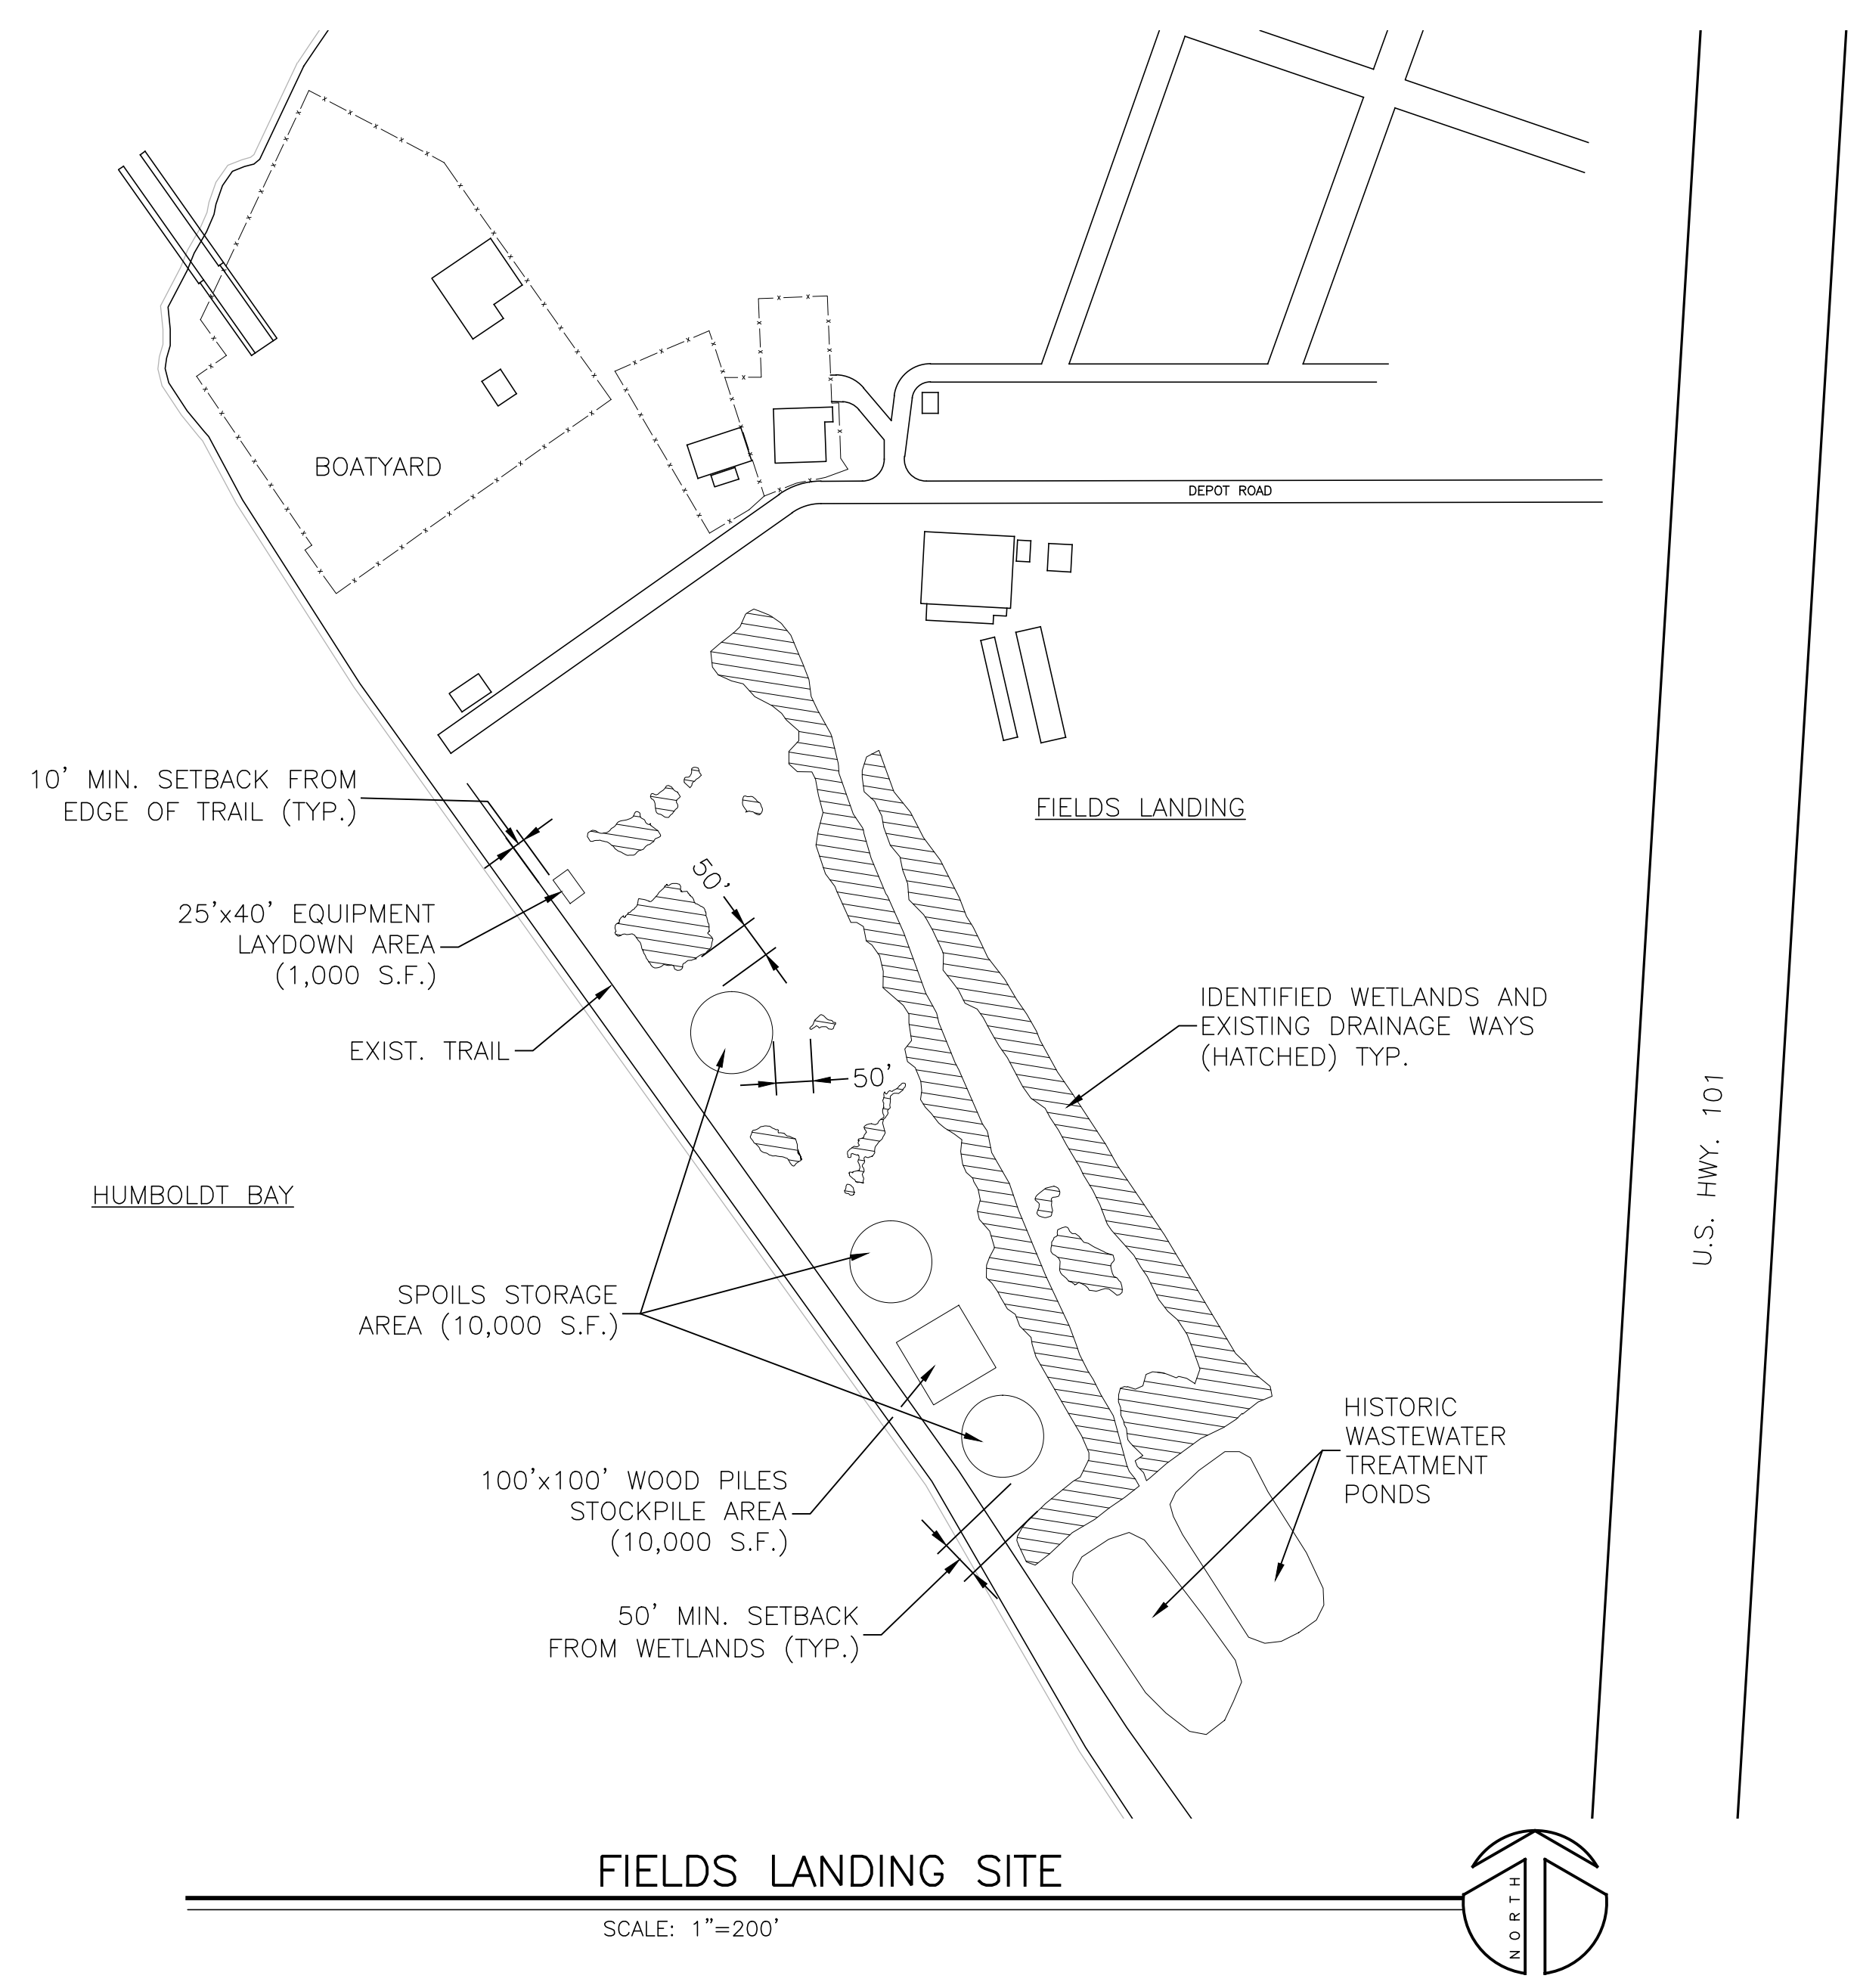 BOATYARD
DEPOT ROAD
10' MIN. SETBACK FROM
EDGE OF TRAIL (TYP.)
FIELDS LANDING
50'
25'x40' EQUIPMENT
LAYDOWN AREA
(1,000 S.F.)
IDENTIFIED WETLANDS AND
EXISTING DRAINAGE WAYS
(HATCHED) TYP.
EXIST. TRAIL
50'
U.S. HWY. 101
HUMBOLDT BAY
SPOILS STORAGE
AREA (10,000 S.F.)
HISTORIC
WASTEWATER
TREATMENT
PONDS
100'x100' WOOD PILES
STOCKPILE AREA
(10,000 S.F.)
50' MIN. SETBACK
FROM WETLANDS (TYP.)
FIELDS LANDING SITE
SCALE: 1"=200'
NORTH